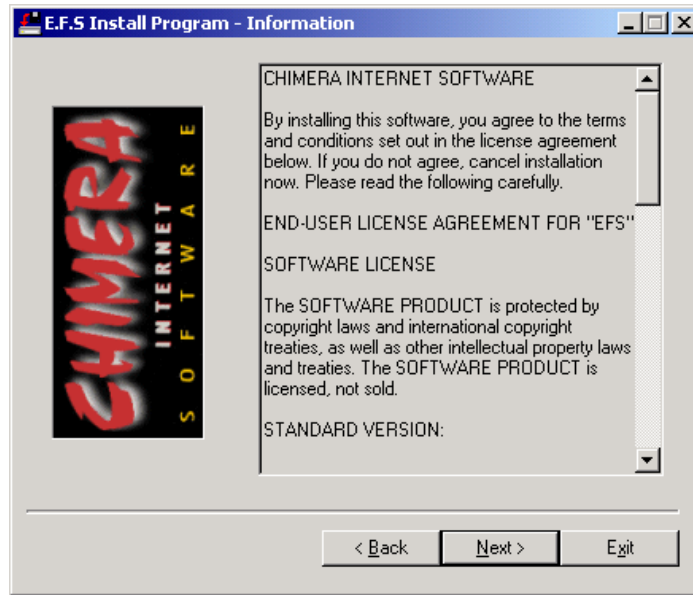 E.F.S Install Program - Information
CHIMERA
INTERNET
SOFTWARE
CHIMERA INTERNET SOFTWARE
By installing this software, you agree to the terms
and conditions set out in the license agreement
below. If you do not agree, cancel installation
now. Please read the following carefully.
END-USER LICENSE AGREEMENT FOR "EFS"
SOFTWARE LICENSE
The SOFTWARE PRODUCT is protected by
copyright laws and international copyright
treaties, as well as other intellectual property laws
and treaties. The SOFTWARE PRODUCT is
licensed, not sold.
STANDARD VERSION:
< Back
Next >
Exit